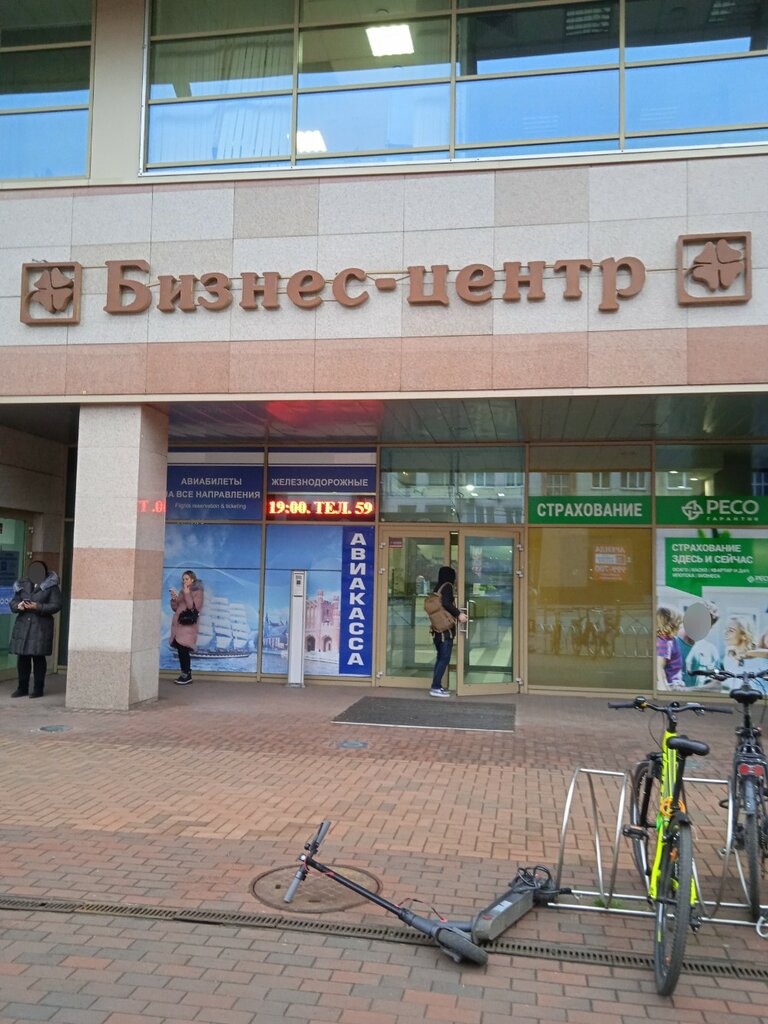 Бизнес-центр
АВИАБИЛЕТЫ
НА ВСЕ НАПРАВЛЕНИЯ
Flights reservation & ticketing
ЖЕЛЕЗНОДОРОЖНЫЕ
19:00. ТЕЛ. 59
АВИАКАССА
СТРАХОВАНИЕ
РЕСО
ГАРАНТИЯ
СТРАХОВАНИЕ
ЗДЕСЬ И СЕЙЧАС
РЕСО